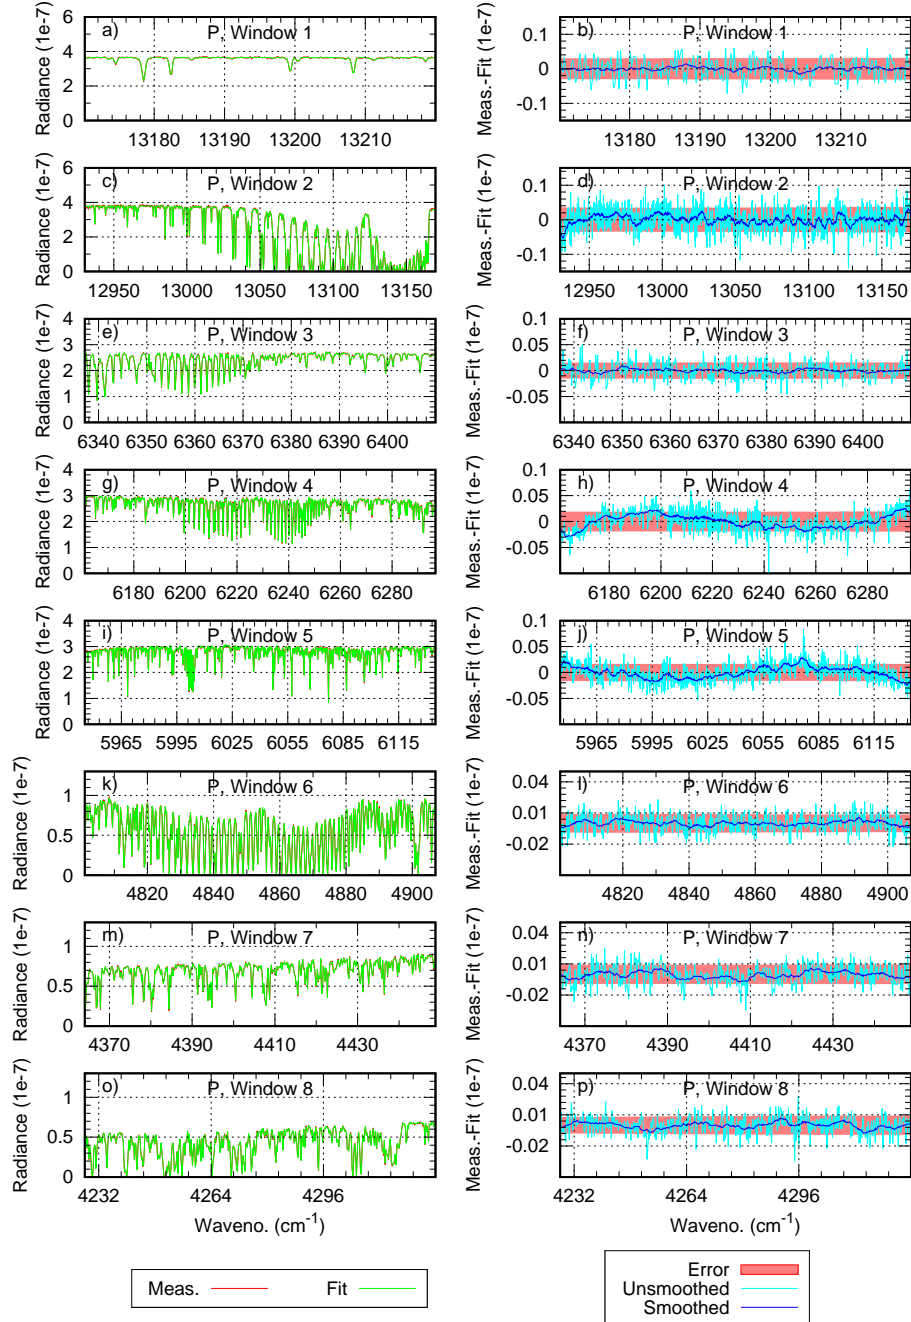 a) P, Window 1
Radiance (1e-7)
6
4
2
0
13180 13190 13200 13210
b) P, Window 1
Meas.-Fit (1e-7)
0.1
0
-0.1
13180 13190 13200 13210
c) P, Window 2
Radiance (1e-7)
6
4
2
0
12950 13000 13050 13100 13150
d) P, Window 2
Meas.-Fit (1e-7)
0.1
0
-0.1
12950 13000 13050 13100 13150
e) P, Window 3
Radiance (1e-7)
4
3
2
1
0
6340 6350 6360 6370 6380 6390 6400
f) P, Window 3
Meas.-Fit (1e-7)
0.1
0.05
0
-0.05
6340 6350 6360 6370 6380 6390 6400
g) P, Window 4
Radiance (1e-7)
4
3
2
1
0
6180 6200 6220 6240 6260 6280
h) P, Window 4
Meas.-Fit (1e-7)
0.1
0.05
0
-0.05
6180 6200 6220 6240 6260 6280
i) P, Window 5
Radiance (1e-7)
4
3
2
1
0
5965 5995 6025 6055 6085 6115
j) P, Window 5
Meas.-Fit (1e-7)
0.1
0.05
0
-0.05
5965 5995 6025 6055 6085 6115
k) P, Window 6
Radiance (1e-7)
1
0.5
0
4820 4840 4860 4880 4900
l) P, Window 6
Meas.-Fit (1e-7)
0.04
0.01
-0.02
4820 4840 4860 4880 4900
m) P, Window 7
Radiance (1e-7)
1
0.5
0
4370 4390 4410 4430
n) P, Window 7
Meas.-Fit (1e-7)
0.04
0.01
-0.02
4370 4390 4410 4430
o) P, Window 8
Radiance (1e-7)
1
0.5
0
4232 4264 4296
Waveno. (cm⁻¹)
p) P, Window 8
Meas.-Fit (1e-7)
0.04
0.01
-0.02
4232 4264 4296
Waveno. (cm⁻¹)
Meas. Fit
Error
Unsmoothed
Smoothed